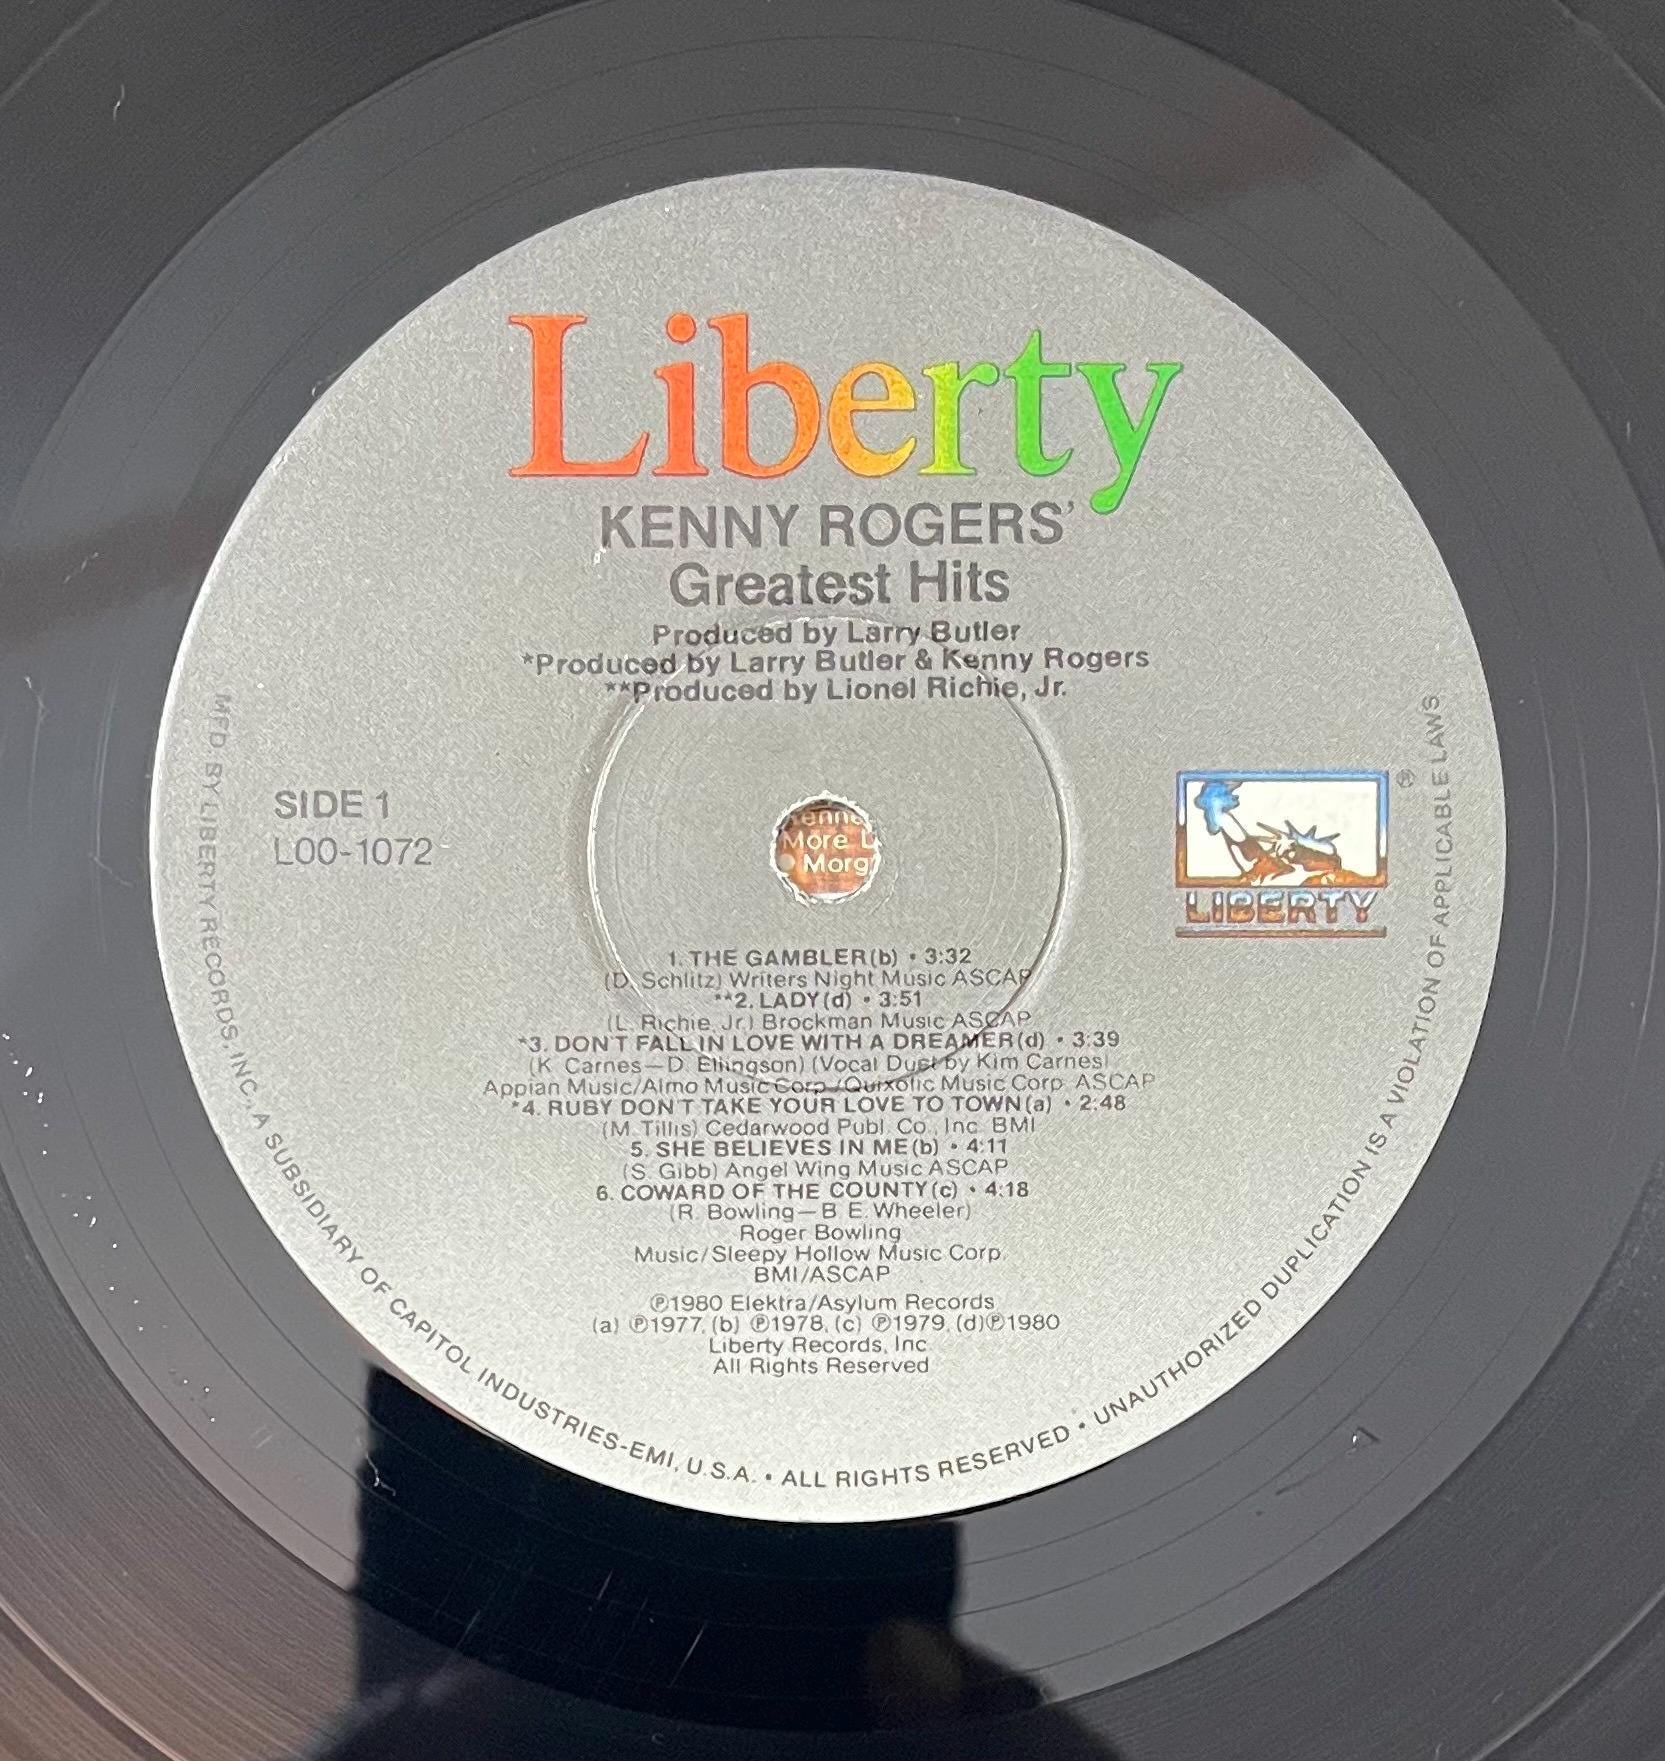 Liberty
KENNY ROGERS'
Greatest Hits
Produced by Larry Butler
*Produced by Larry Butler & Kenny Rogers
**Produced by Lionel Richie, Jr.
SIDE 1
LOO-1072
More
Morg
®
LIBERTY
1. THE GAMBLER(b) • 3:32
(D. Schlitz) Writers Night Music ASCAP
**2. LADY(d) • 3:51
(L. Richie, Jr.) Brockman Music ASCAP
*3. DON'T FALL IN LOVE WITH A DREAMER(d) • 3:39
(K. Carnes—D. Ellingson) (Vocal Duet by Kim Carnes)
Appian Music/Almo Music Corp./Quixotic Music Corp. ASCAP
*4. RUBY DON'T TAKE YOUR LOVE TO TOWN(a) • 2:48
(M. Tillis) Cedarwood Publ. Co., Inc. BMI
5. SHE BELIEVES IN ME(b) • 4:11
(S. Gibb) Angel Wing Music ASCAP
6. COWARD OF THE COUNTY(c) • 4:18
(R. Bowling—B. E. Wheeler)
Roger Bowling
Music/Sleepy Hollow Music Corp.
BMI/ASCAP
℗1980 Elektra/Asylum Records
(a) ℗1977, (b) ℗1978, (c) ℗1979, (d)℗1980
Liberty Records, Inc
All Rights Reserved
MFD. BY LIBERTY RECORDS, INC., A SUBSIDIARY OF CAPITOL INDUSTRIES-EMI, U.S.A. • ALL RIGHTS RESERVED • UNAUTHORIZED DUPLICATION IS A VIOLATION OF APPLICABLE LAWS